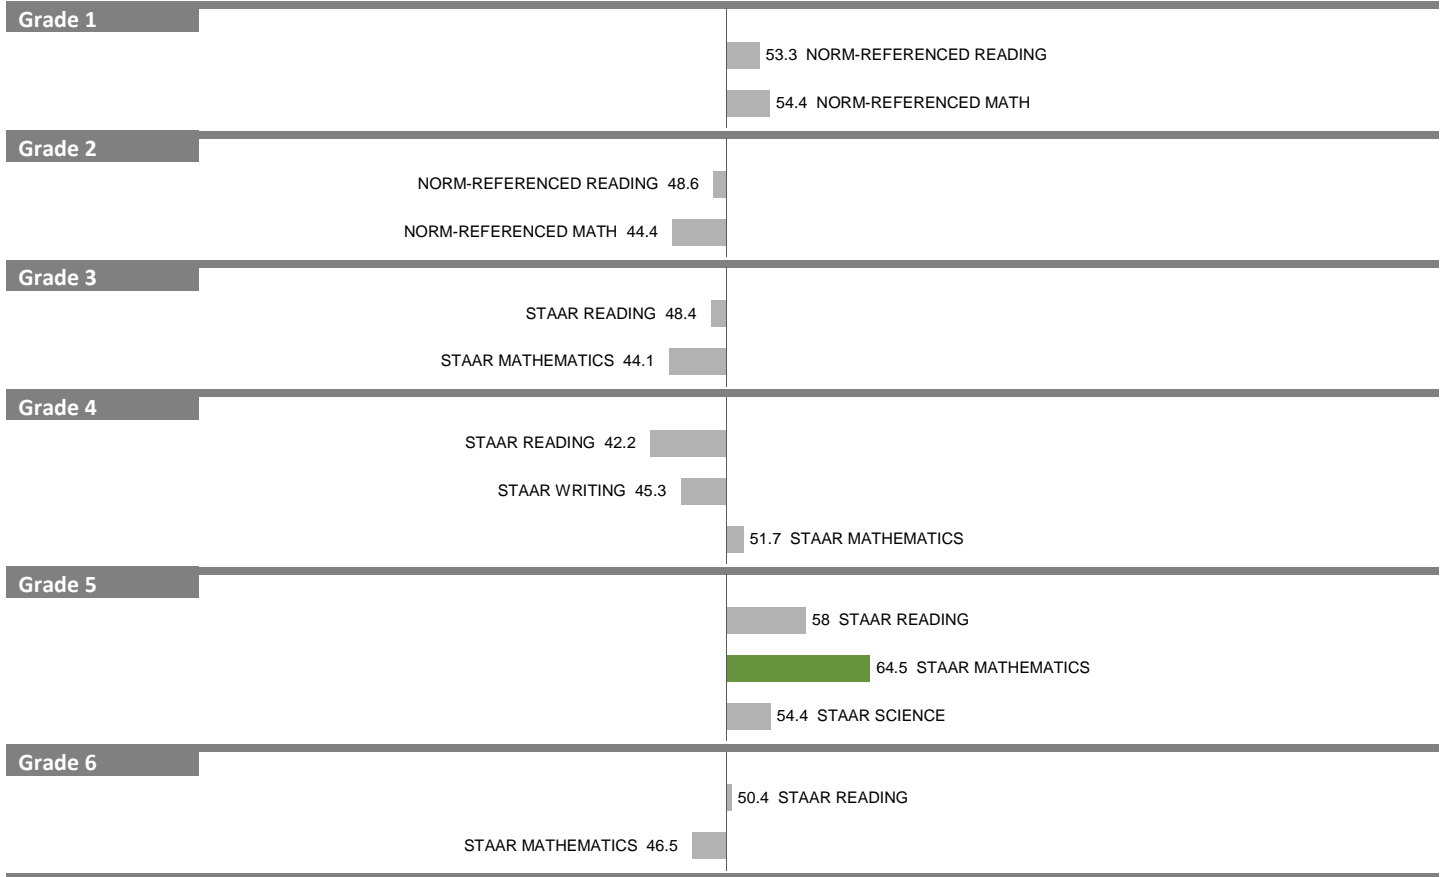 Grade 1
53.3 NORM-REFERENCED READING
54.4 NORM-REFERENCED MATH
Grade 2
NORM-REFERENCED READING 48.6
NORM-REFERENCED MATH 44.4
Grade 3
STAAR READING 48.4
STAAR MATHEMATICS 44.1
Grade 4
STAAR READING 42.2
STAAR WRITING 45.3
51.7 STAAR MATHEMATICS
Grade 5
58 STAAR READING
64.5 STAAR MATHEMATICS
54.4 STAAR SCIENCE
Grade 6
50.4 STAAR READING
STAAR MATHEMATICS 46.5